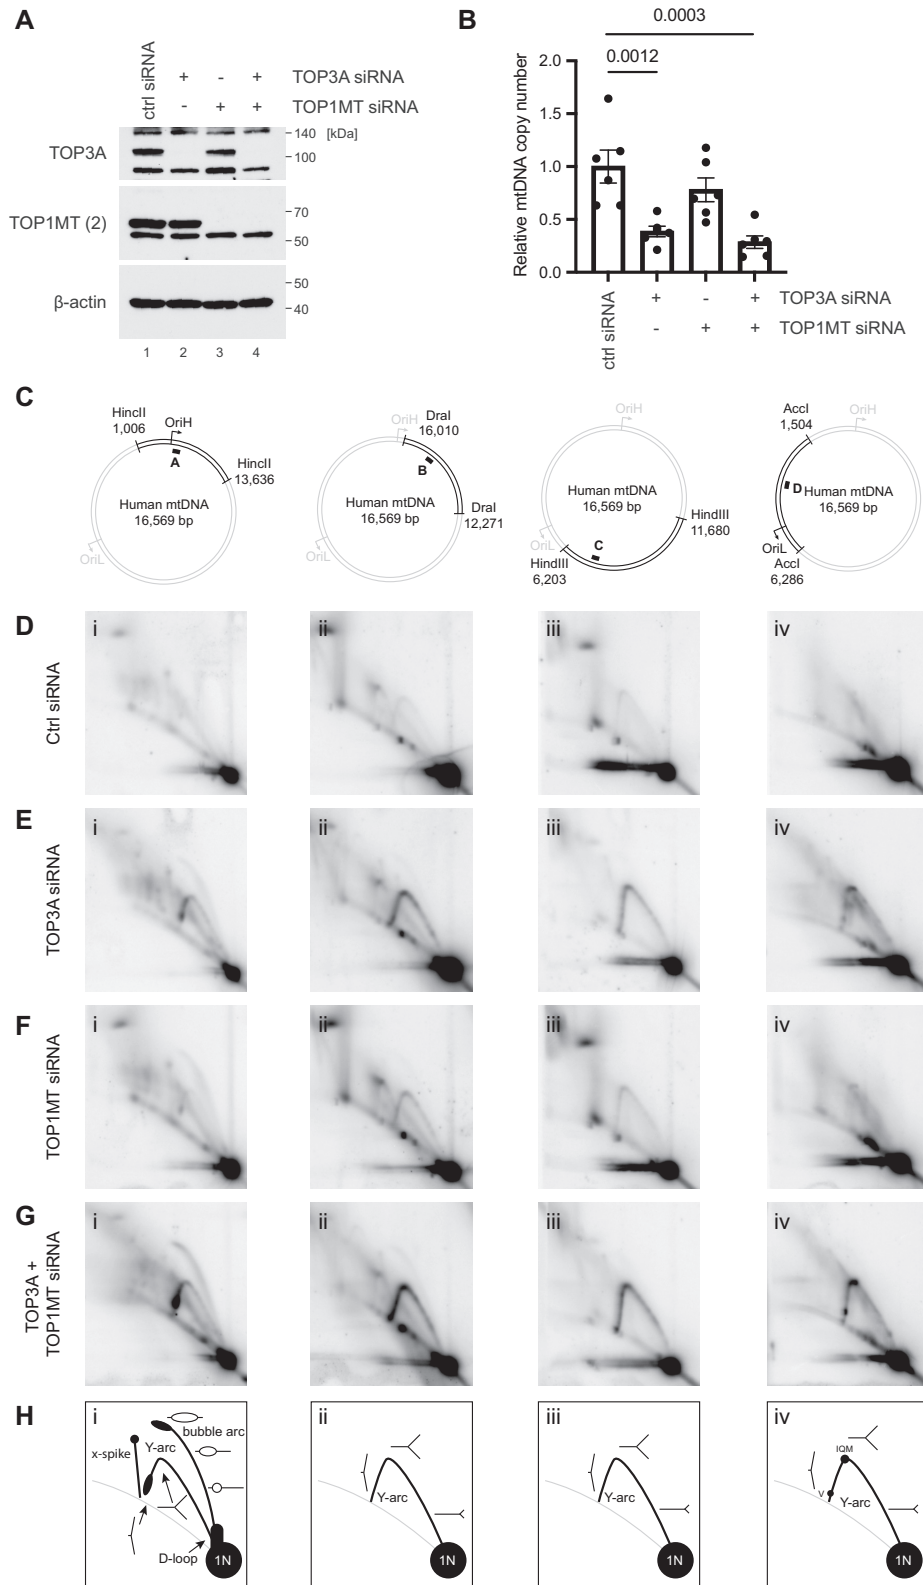 A
ctrl siRNA
+ - + TOP3A siRNA
- + + TOP1MT siRNA
TOP3A
140 [kDa]
100
TOP1MT (2)
70
50
β-actin
50
40
1 2 3 4
B
0.0003
0.0012
Relative mtDNA copy number
2.0
1.5
1.0
0.5
0.0
ctrl siRNA
+ - + TOP3A siRNA
- + + TOP1MT siRNA
C
HincII
1,006
OriH
A
HincII
13,636
Human mtDNA
16,569 bp
OriL
OriH
DraI
16,010
B
Human mtDNA
16,569 bp
DraI
12,271
OriL
OriH
Human mtDNA
16,569 bp
HindIII
11,680
OriL
C
HindIII
6,203
AccI
1,504
OriH
D
Human mtDNA
16,569 bp
OriL
AccI
6,286
D
Ctrl siRNA
i
ii
iii
iv
E
TOP3A siRNA
i
ii
iii
iv
F
TOP1MT siRNA
i
ii
iii
iv
G
TOP3A +
TOP1MT siRNA
i
ii
iii
iv
H
i
bubble arc
x-spike
Y-arc
D-loop
1N
ii
Y-arc
1N
iii
Y-arc
1N
iv
IQM
V
Y-arc
1N